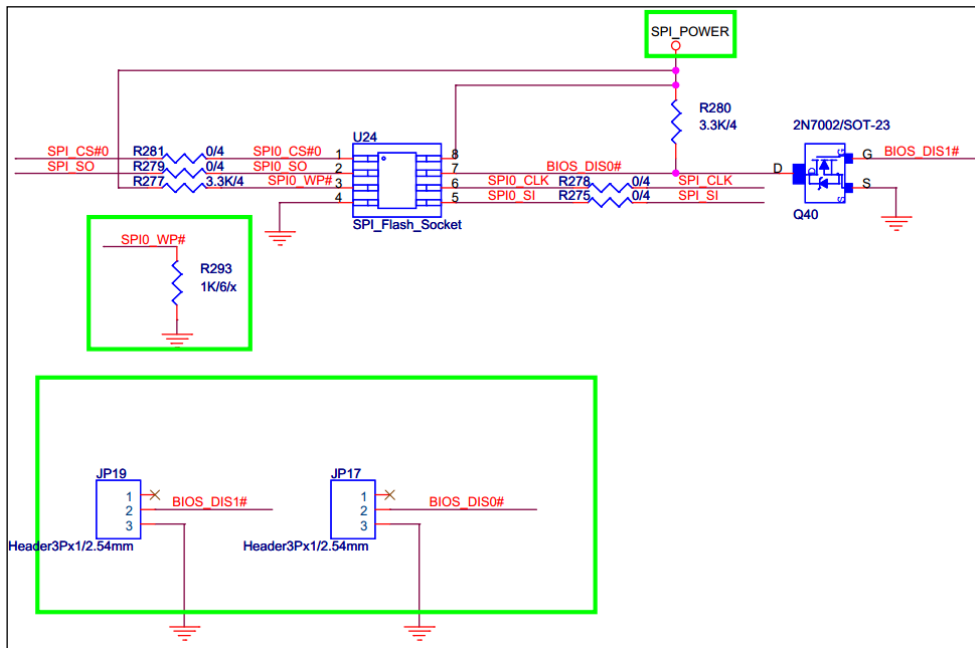 SPI_POWER
R280
3.3K/4
2N7002/SOT-23
U24
SPI_CS#0 R281 0/4 SPI0_CS#0 1 8 G BIOS_DIS1#
SPI_SO R279 0/4 SPI0_SO 2 7 BIOS_DIS0# D
R277 3.3K/4 SPI0_WP# 3 6 SPI0_CLK R278 0/4 SPI_CLK S
4 5 SPI0_SI R275 0/4 SPI_SI
SPI_Flash_Socket
Q40
SPI0_WP#
R293
1K/6/x
JP19
1
2 BIOS_DIS1#
3
Header3Px1/2.54mm
JP17
1
2 BIOS_DIS0#
3
Header3Px1/2.54mm